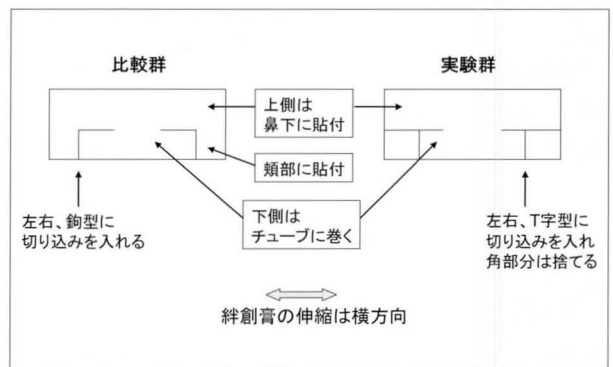 比較群
実験群
上側は
鼻下に貼付
頬部に貼付
下側は
チューブに巻く
左右、鉤型に
切り込みを入れる
左右、T字型に
切り込みを入れ
角部分は捨てる
絆創膏の伸縮は横方向